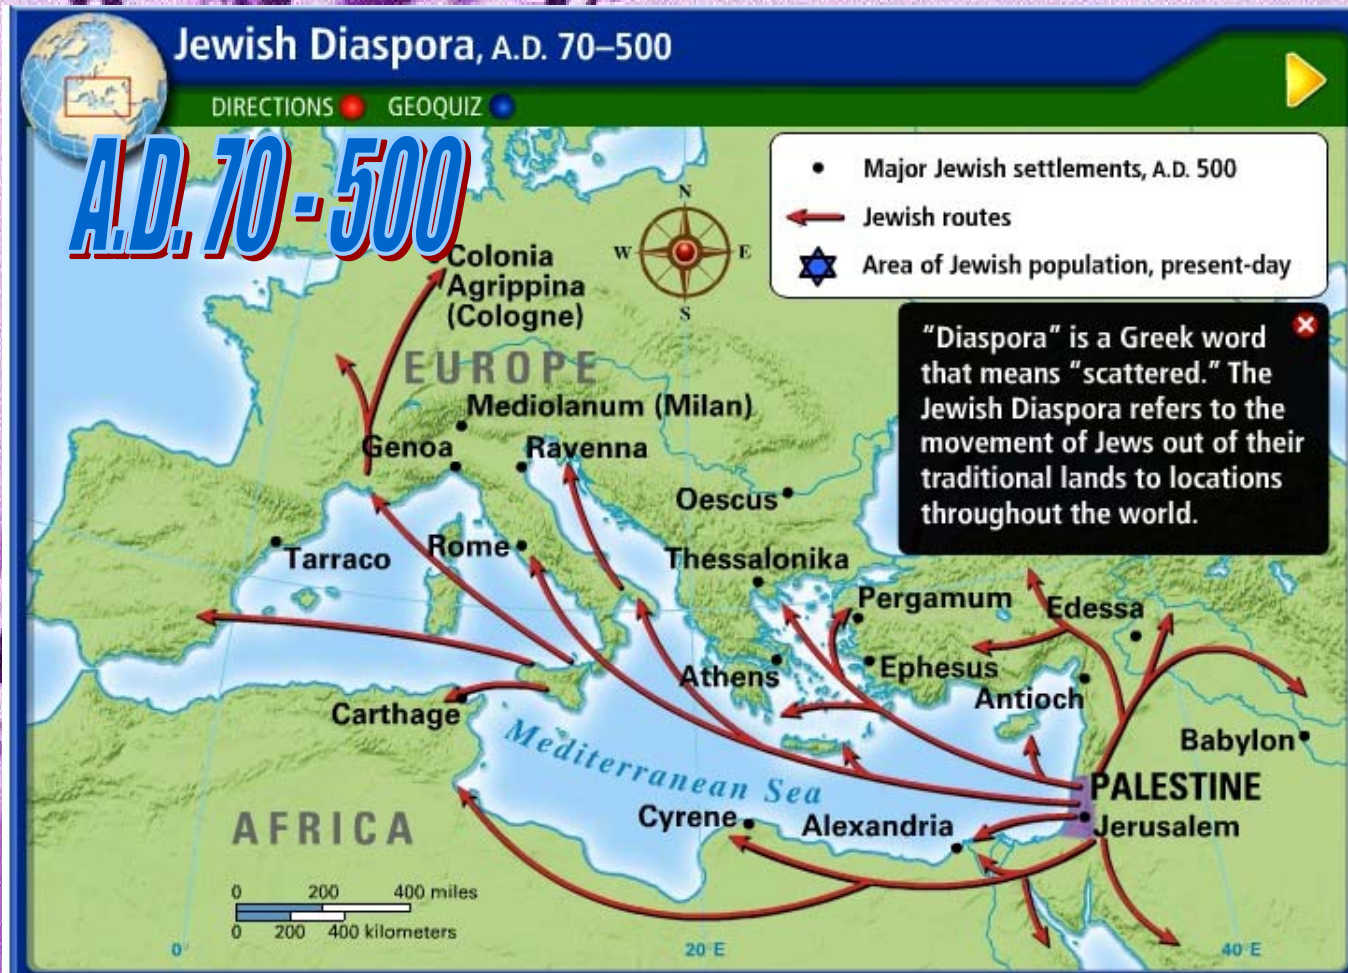 Jewish Diaspora, A.D. 70–500
DIRECTIONS GEOQUIZ
A.D. 70 - 500
Major Jewish settlements, A.D. 500
Jewish routes
Area of Jewish population, present-day
N
W E
S
"Diaspora" is a Greek word
that means "scattered." The
Jewish Diaspora refers to the
movement of Jews out of their
traditional lands to locations
throughout the world.
Colonia
Agrippina
(Cologne)
EUROPE
Mediolanum (Milan)
Genoa
Ravenna
Oescus
Tarraco
Rome
Thessalonika
Pergamum
Edessa
Athens
Ephesus
Antioch
Carthage
Babylon
Mediterranean Sea
PALESTINE
Cyrene
Alexandria
Jerusalem
AFRICA
0 200 400 miles
0 200 400 kilometers
0°
20°E
40°E